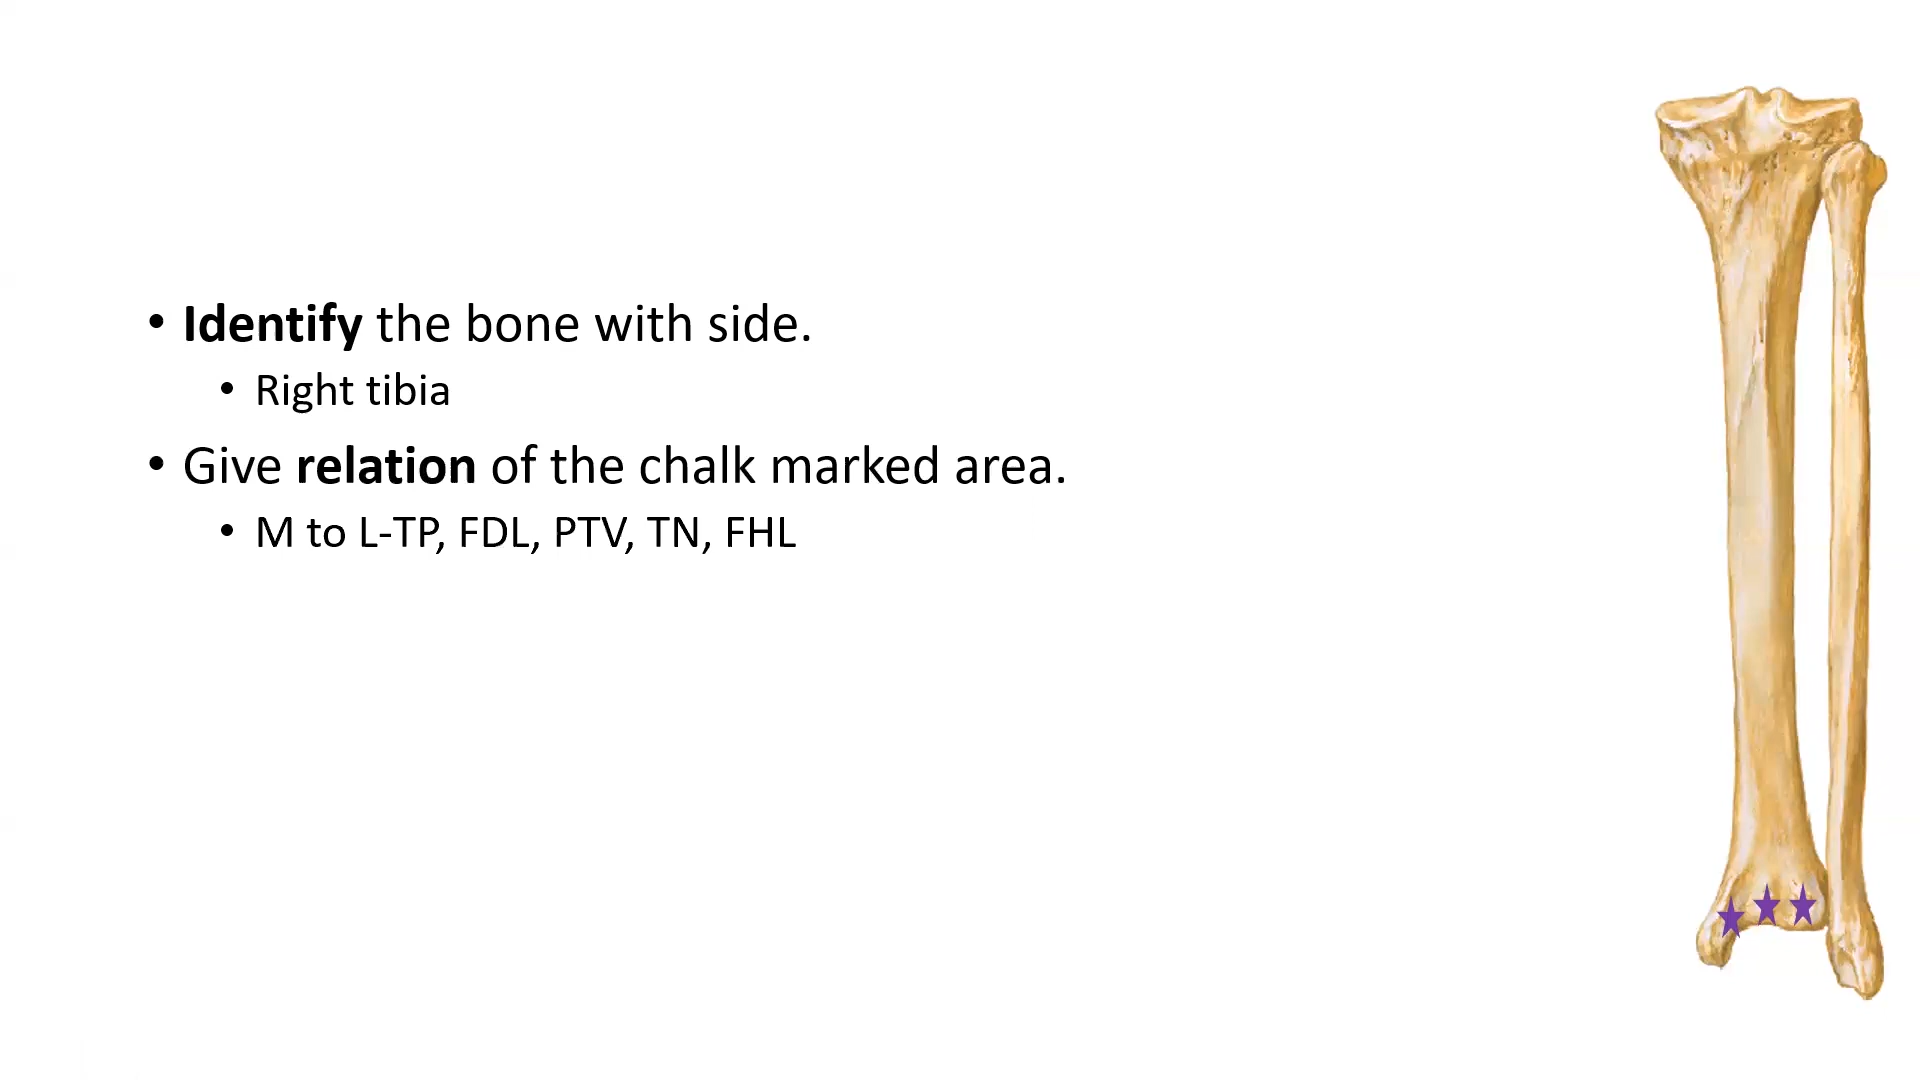 • Identify the bone with side.
• Right tibia
• Give relation of the chalk marked area.
• M to L-TP, FDL, PTV, TN, FHL